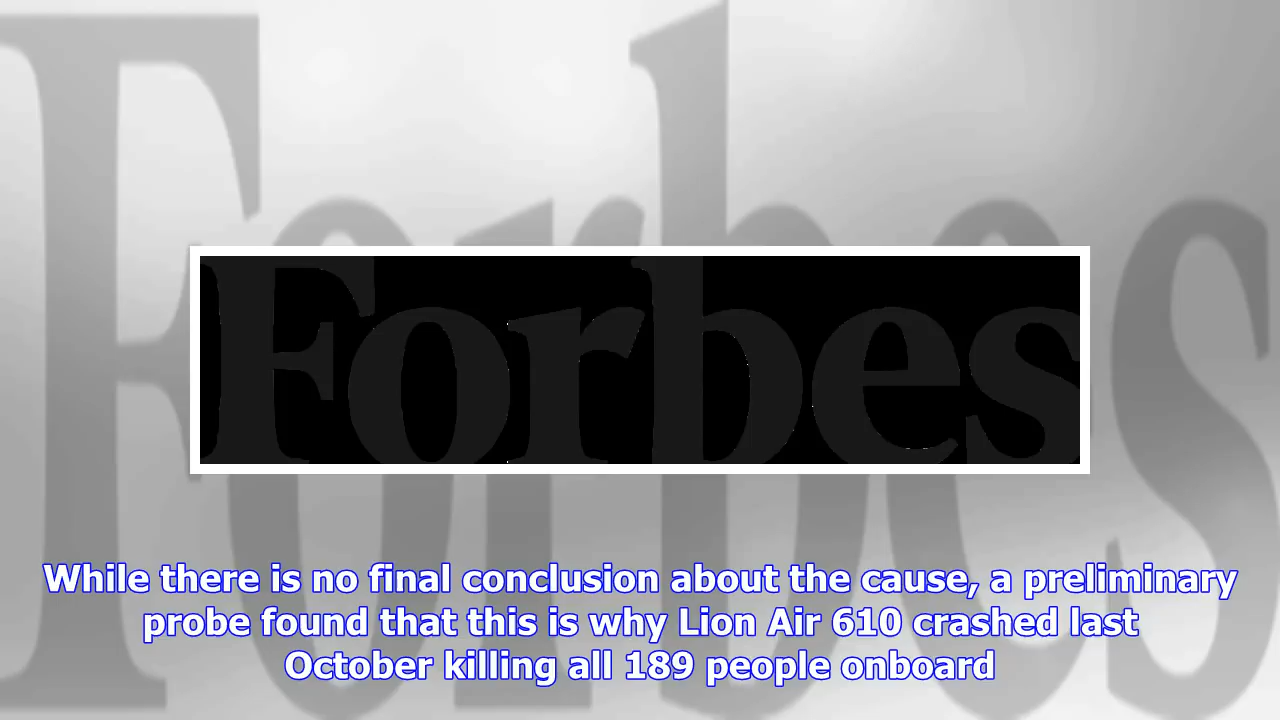 Forbes
Forbes
While there is no final conclusion about the cause, a preliminary
probe found that this is why Lion Air 610 crashed last
October killing all 189 people onboard